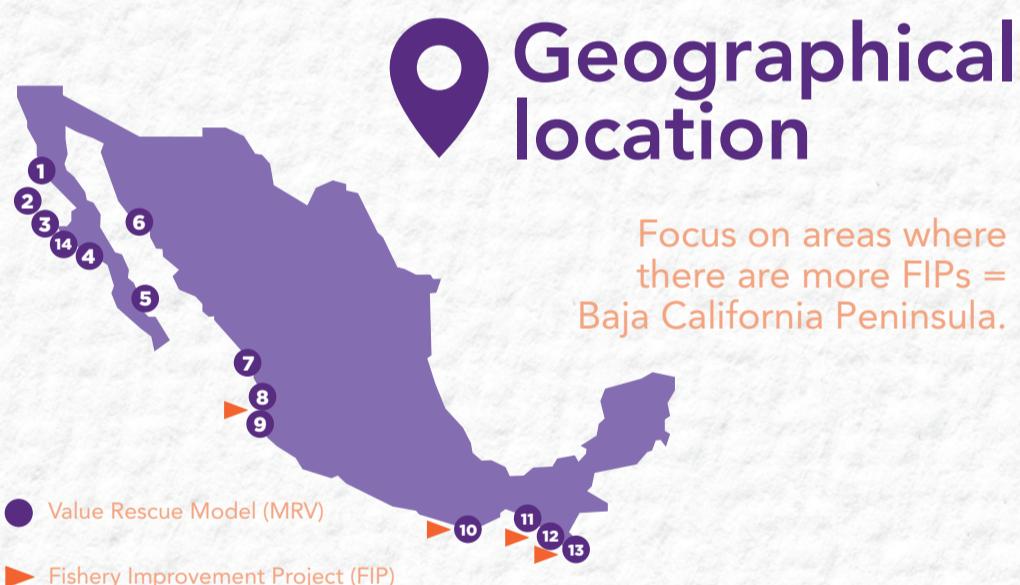 Geographical
location
Focus on areas where
there are more FIPs =
Baja California Peninsula.
1
2
3
14
4
6
5
7
8
9
10
11
12
13
Value Rescue Model (MRV)
Fishery Improvement Project (FIP)